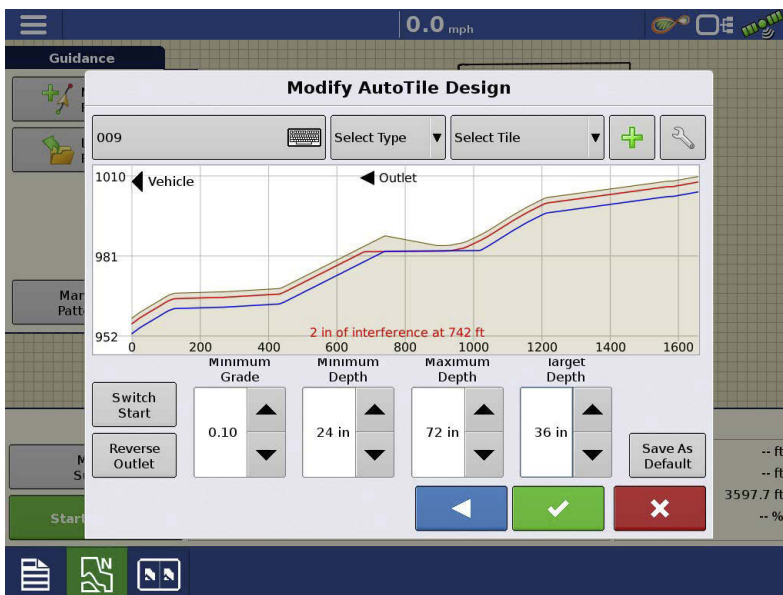 0.0 mph
Guidance
Modify AutoTile Design
009
Select Type
Select Tile
1010
Vehicle
Outlet
981
952
2 in of interference at 742 ft
0 200 400 600 800 1000 1200 1400 1600
Minimum Grade
Minimum Depth
Maximum Depth
Target Depth
Switch
Start
0.10
24 in
72 in
36 in
Reverse
Outlet
Save As
Default
Mar
Patt
Start
-- ft
-- ft
3597.7 ft
-- %
N